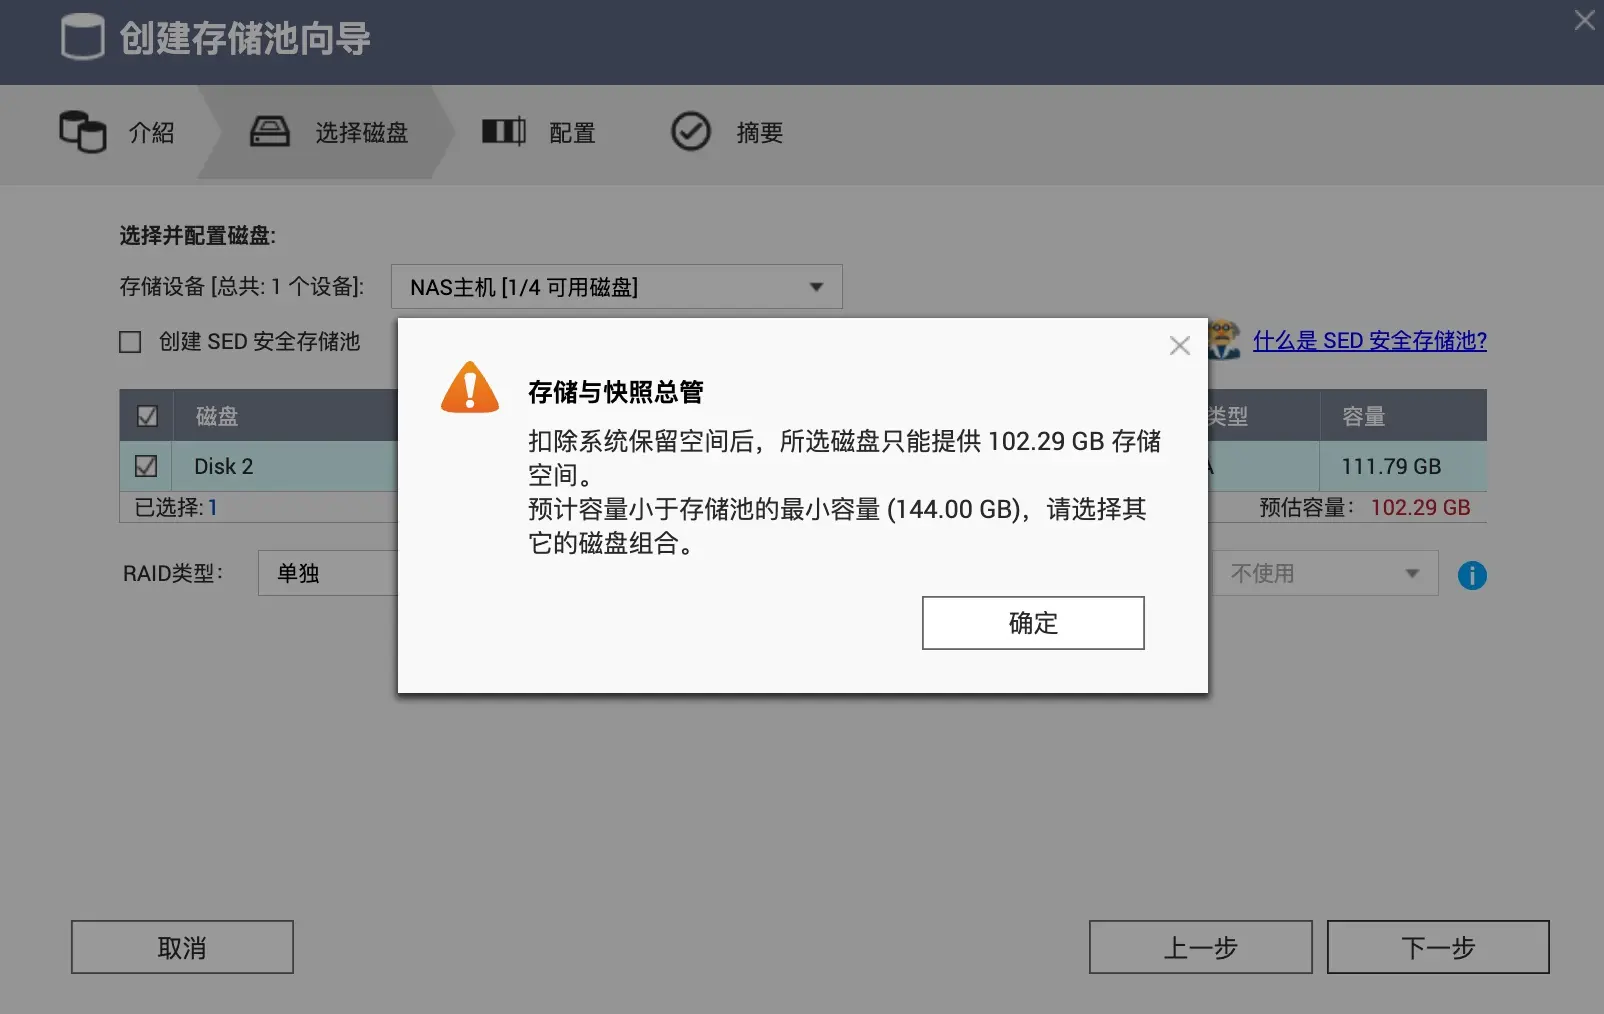 创建存储池向导
介紹
选择磁盘
配置
摘要
选择并配置磁盘:
存储设备 [总共: 1 个设备]:
NAS主机 [1/4 可用磁盘]
创建 SED 安全存储池
什么是 SED 安全存储池?
磁盘
类型
容量
Disk 2
A
111.79 GB
已选择: 1
预估容量: 102.29 GB
RAID类型:
单独
不使用
存储与快照总管
扣除系统保留空间后，所选磁盘只能提供 102.29 GB 存储
空间。
预计容量小于存储池的最小容量 (144.00 GB)，请选择其
它的磁盘组合。
确定
取消
上一步
下一步